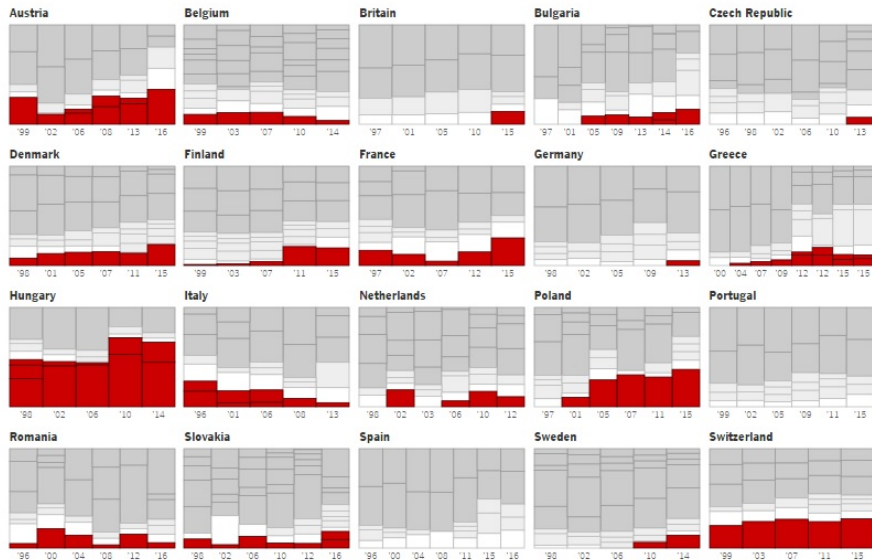 Austria Belgium Britain Bulgaria Czech Republic
'99 '02 '06 '08 '13 '16 '99 '03 '07 '10 '14 '97 '01 '05 '10 '15 '97 '01 '05 '09 '13 '14 '16 '96 '98 '02 '06 '10 '13
Denmark Finland France Germany Greece
'98 '01 '05 '07 '11 '15 '99 '03 '07 '11 '15 '97 '02 '07 '12 '15 '98 '02 '05 '09 '13 '00 '04 '07 '09 '12 '12 '15 '15
Hungary Italy Netherlands Poland Portugal
'98 '02 '06 '10 '14 '96 '01 '06 '08 '13 '98 '02 '03 '06 '10 '12 '97 '01 '05 '07 '11 '15 '99 '02 '05 '09 '11 '15
Romania Slovakia Spain Sweden Switzerland
'96 '00 '04 '08 '12 '16 '98 '02 '06 '10 '12 '16 '96 '00 '04 '08 '11 '15 '16 '98 '02 '06 '10 '14 '99 '03 '07 '11 '15